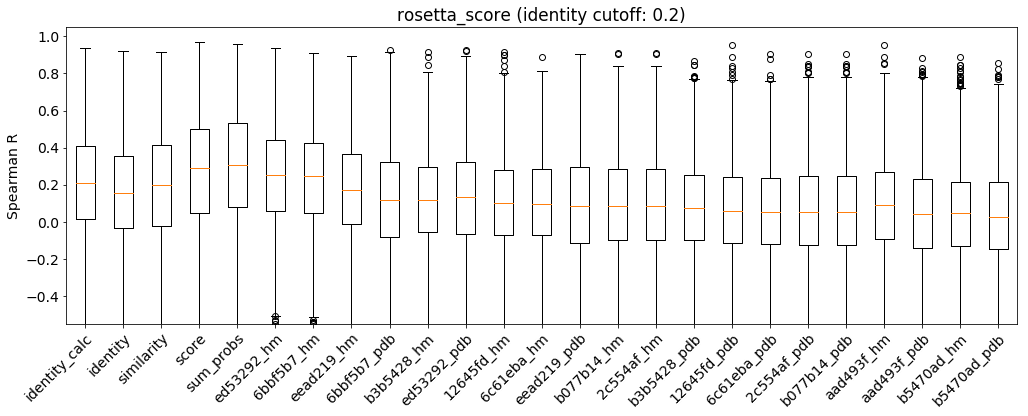 rosetta_score (identity cutoff: 0.2)
Spearman R
1.0
0.8
0.6
0.4
0.2
0.0
−0.2
−0.4
identity_calc
identity
similarity
score
sum_probs
ed53292_hm
6bbf5b7_hm
eead219_hm
6bbf5b7_pdb
b3b5428_hm
ed53292_pdb
12645fd_hm
6c61eba_hm
eead219_pdb
b077b14_hm
2c554af_hm
b3b5428_pdb
12645fd_pdb
6c61eba_pdb
2c554af_pdb
b077b14_pdb
aad493f_hm
aad493f_pdb
b5470ad_hm
b5470ad_pdb